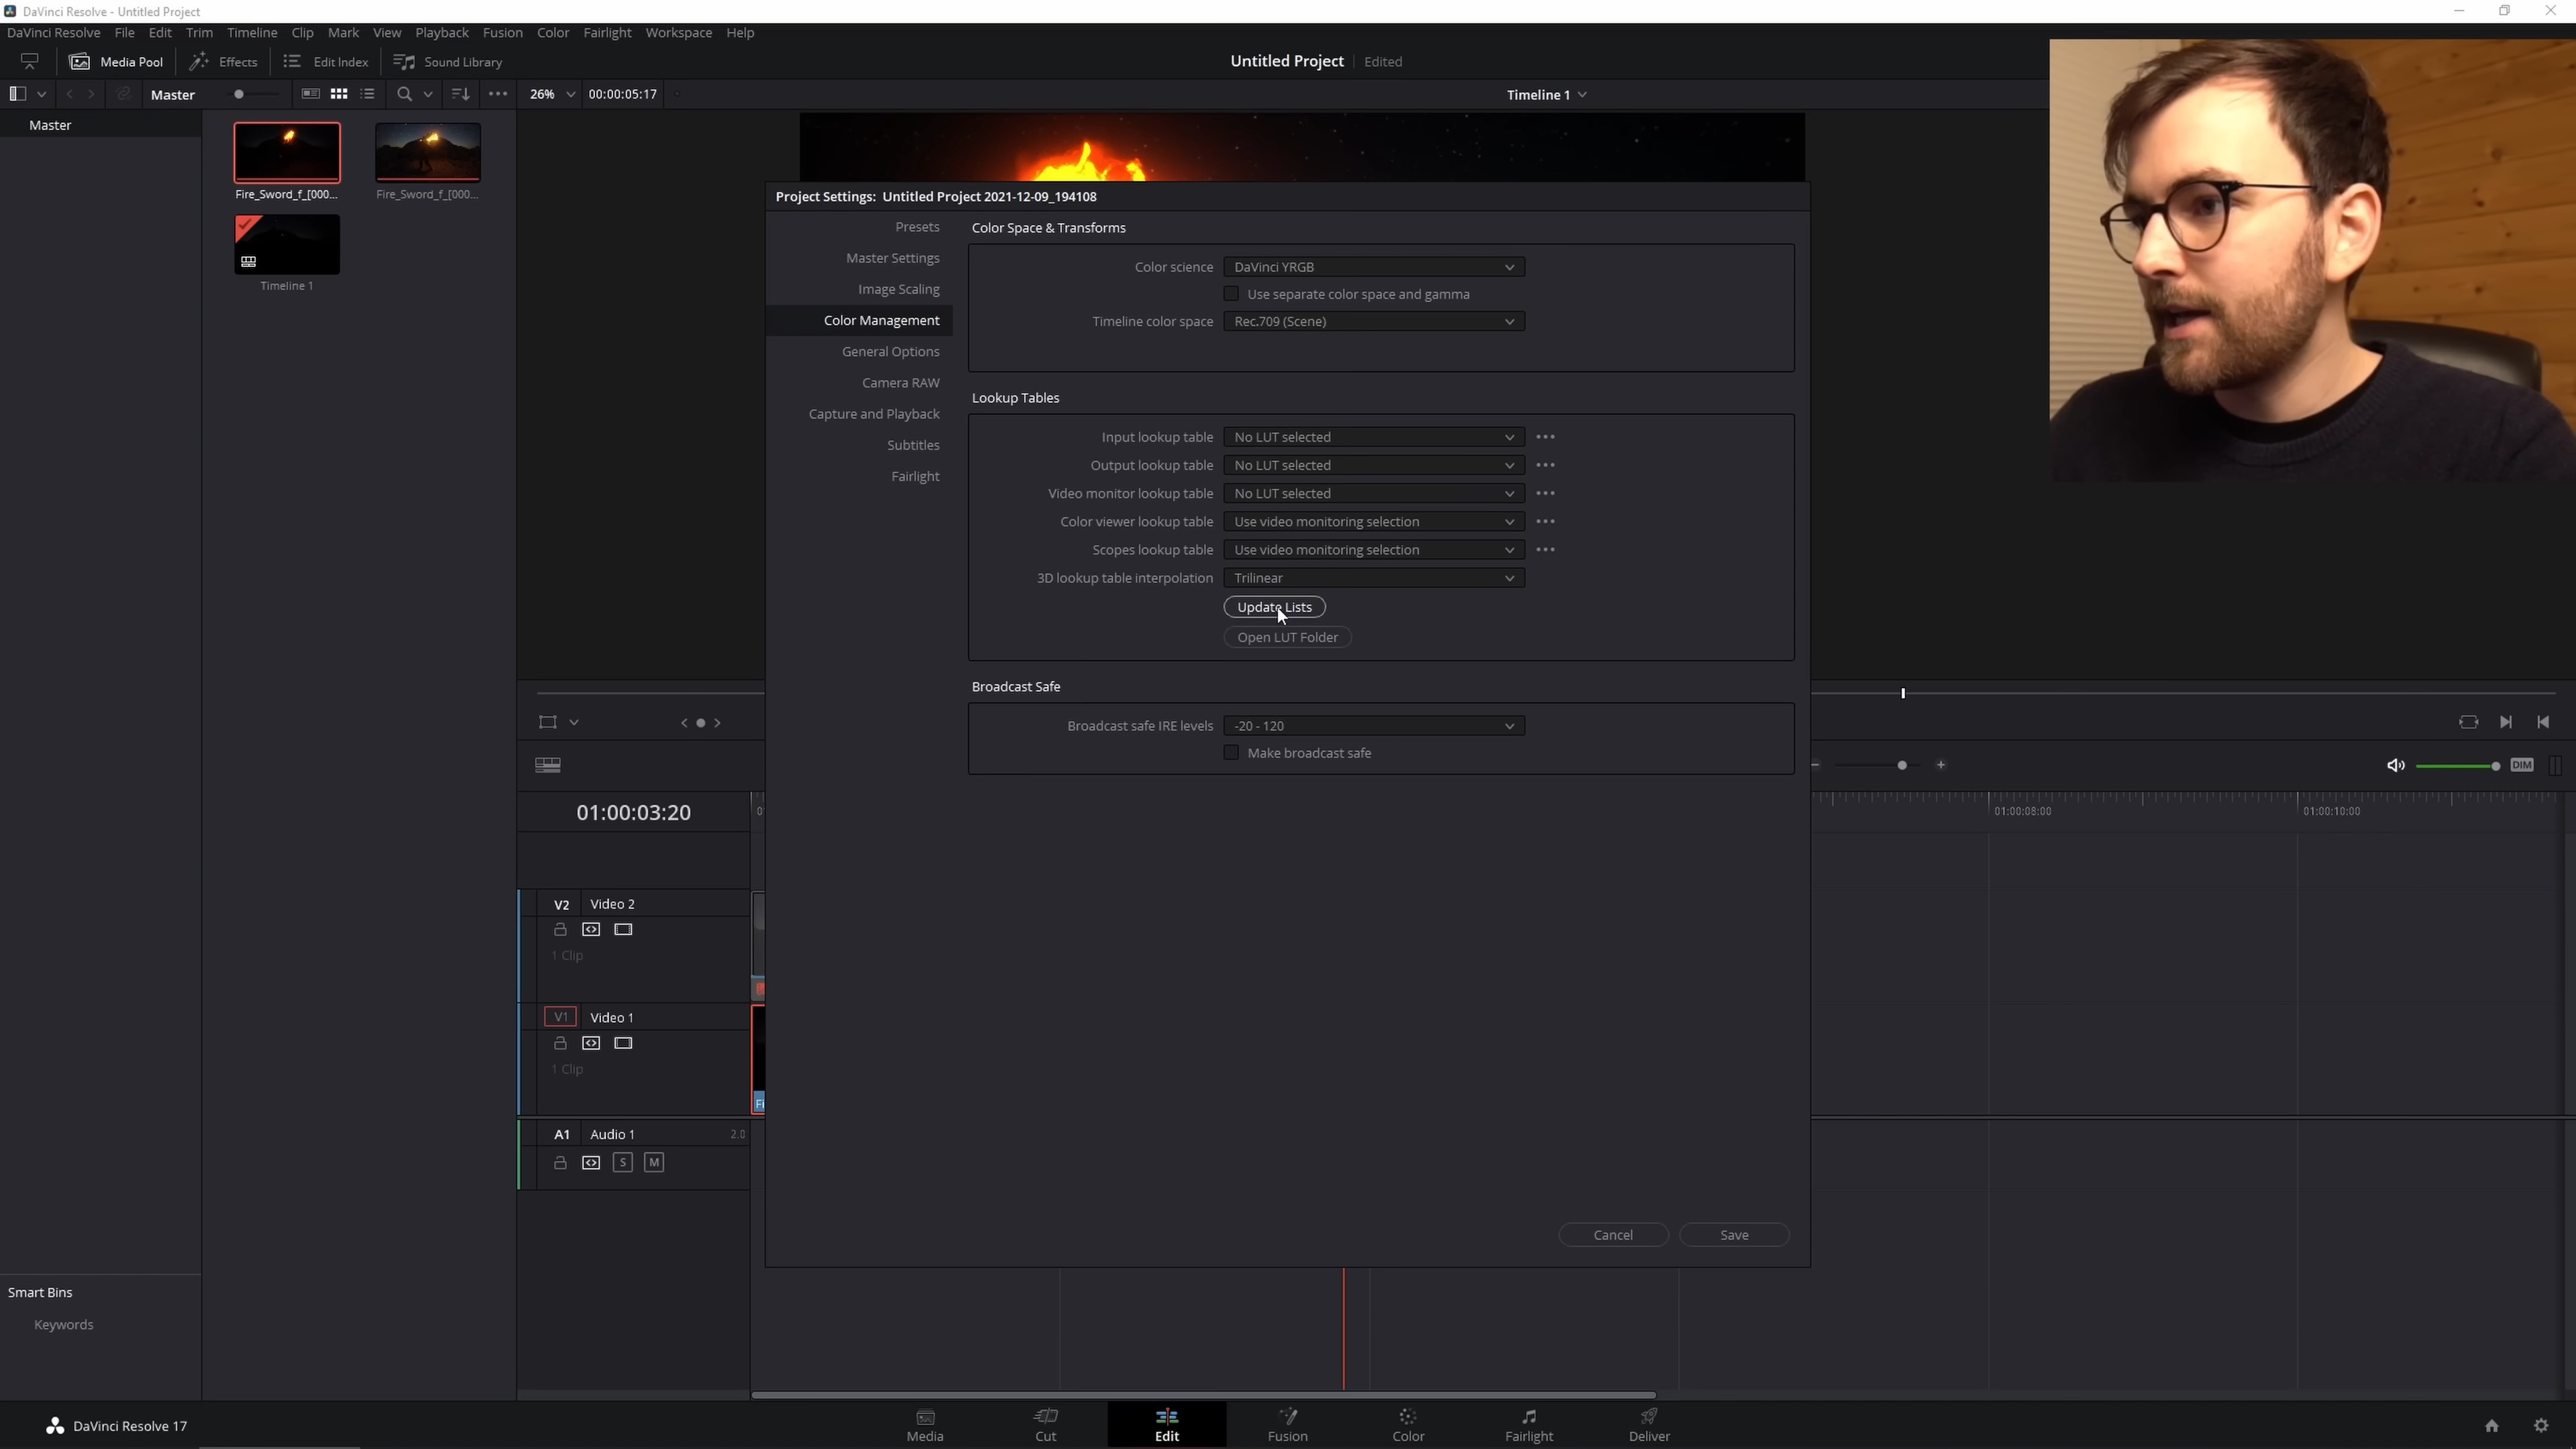 DaVinci Resolve - Untitled Project
DaVinci Resolve File Edit Trim Timeline Clip Mark View Playback Fusion Color Fairlight Workspace Help
Media Pool Effects Edit Index Sound Library
Untitled Project Edited
Master 26% 00:00:05:17 Timeline 1
Master
Fire_Sword_f_[000... Fire_Sword_f_[000...
Timeline 1
Project Settings: Untitled Project 2021-12-09_194108
Presets
Master Settings
Image Scaling
Color Management
General Options
Camera RAW
Capture and Playback
Subtitles
Fairlight
Color Space & Transforms
Color science DaVinci YRGB
Use separate color space and gamma
Timeline color space Rec.709 (Scene)
Lookup Tables
Input lookup table No LUT selected
Output lookup table No LUT selected
Video monitor lookup table No LUT selected
Color viewer lookup table Use video monitoring selection
Scopes lookup table Use video monitoring selection
3D lookup table interpolation Trilinear
Update Lists
Open LUT Folder
Broadcast Safe
Broadcast safe IRE levels -20 - 120
Make broadcast safe
Cancel Save
DIM
01:00:03:20
01:00:08:00 01:00:10:00
V2 Video 2
1 Clip
V1 Video 1
1 Clip
A1 Audio 1 2.0
S M
Smart Bins
Keywords
DaVinci Resolve 17
Media Cut Edit Fusion Color Fairlight Deliver